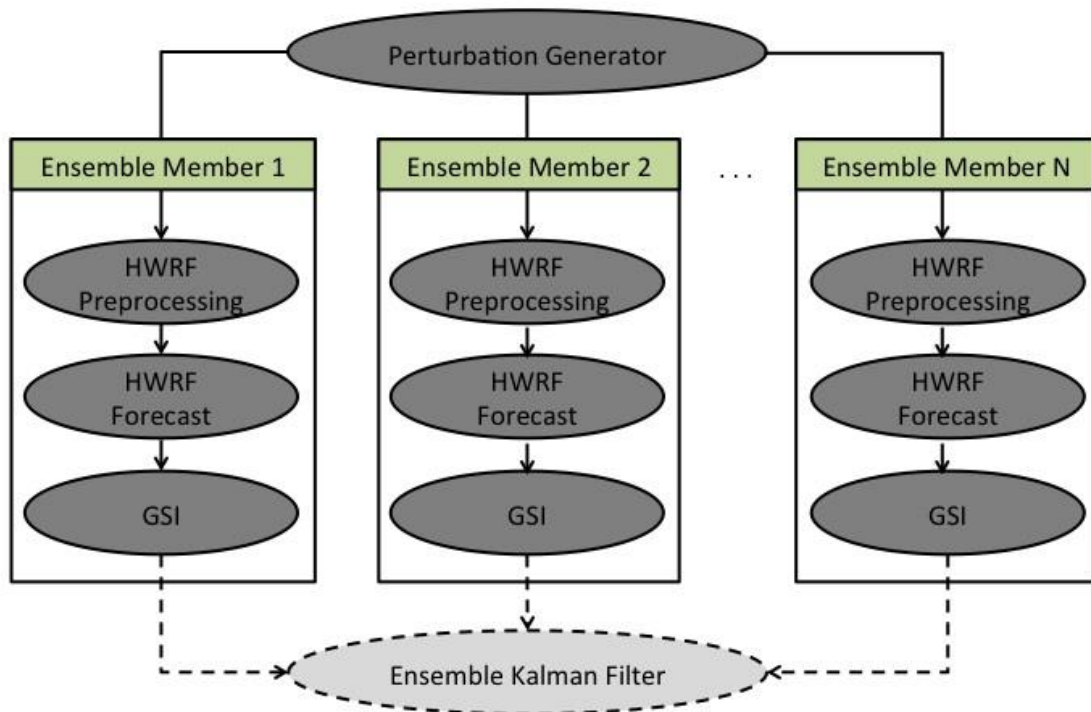 Perturbation Generator
Ensemble Member 1
Ensemble Member 2
. . .
Ensemble Member N
HWRF
Preprocessing
HWRF
Preprocessing
HWRF
Preprocessing
HWRF
Forecast
HWRF
Forecast
HWRF
Forecast
GSI
GSI
GSI
Ensemble Kalman Filter